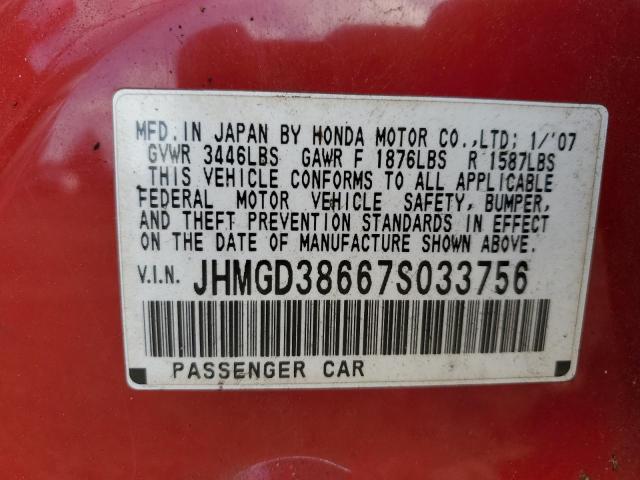 MFD. IN JAPAN BY HONDA MOTOR CO.,LTD; 1/'07
GVWR 3446LBS GAWR F 1876LBS R 1587LBS
THIS VEHICLE CONFORMS TO ALL APPLICABLE
FEDERAL MOTOR VEHICLE SAFETY, BUMPER,
AND THEFT PREVENTION STANDARDS IN EFFECT
ON THE DATE OF MANUFACTURE SHOWN ABOVE.
V.I.N. JHMGD38667S033756
PASSENGER CAR